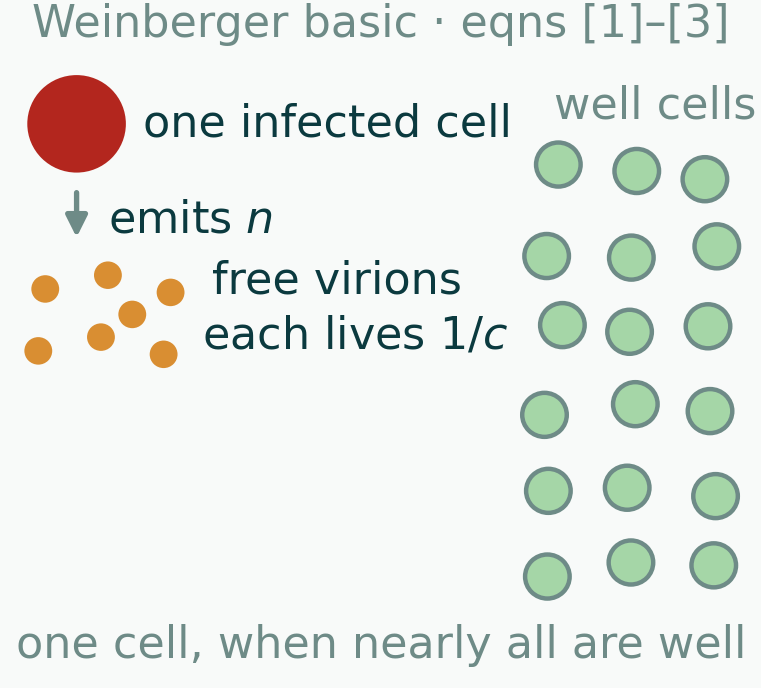 Weinberger basic · eqns [1]–[3]
one infected cell
well cells
emits n
free virions
each lives 1/c
one cell, when nearly all are well